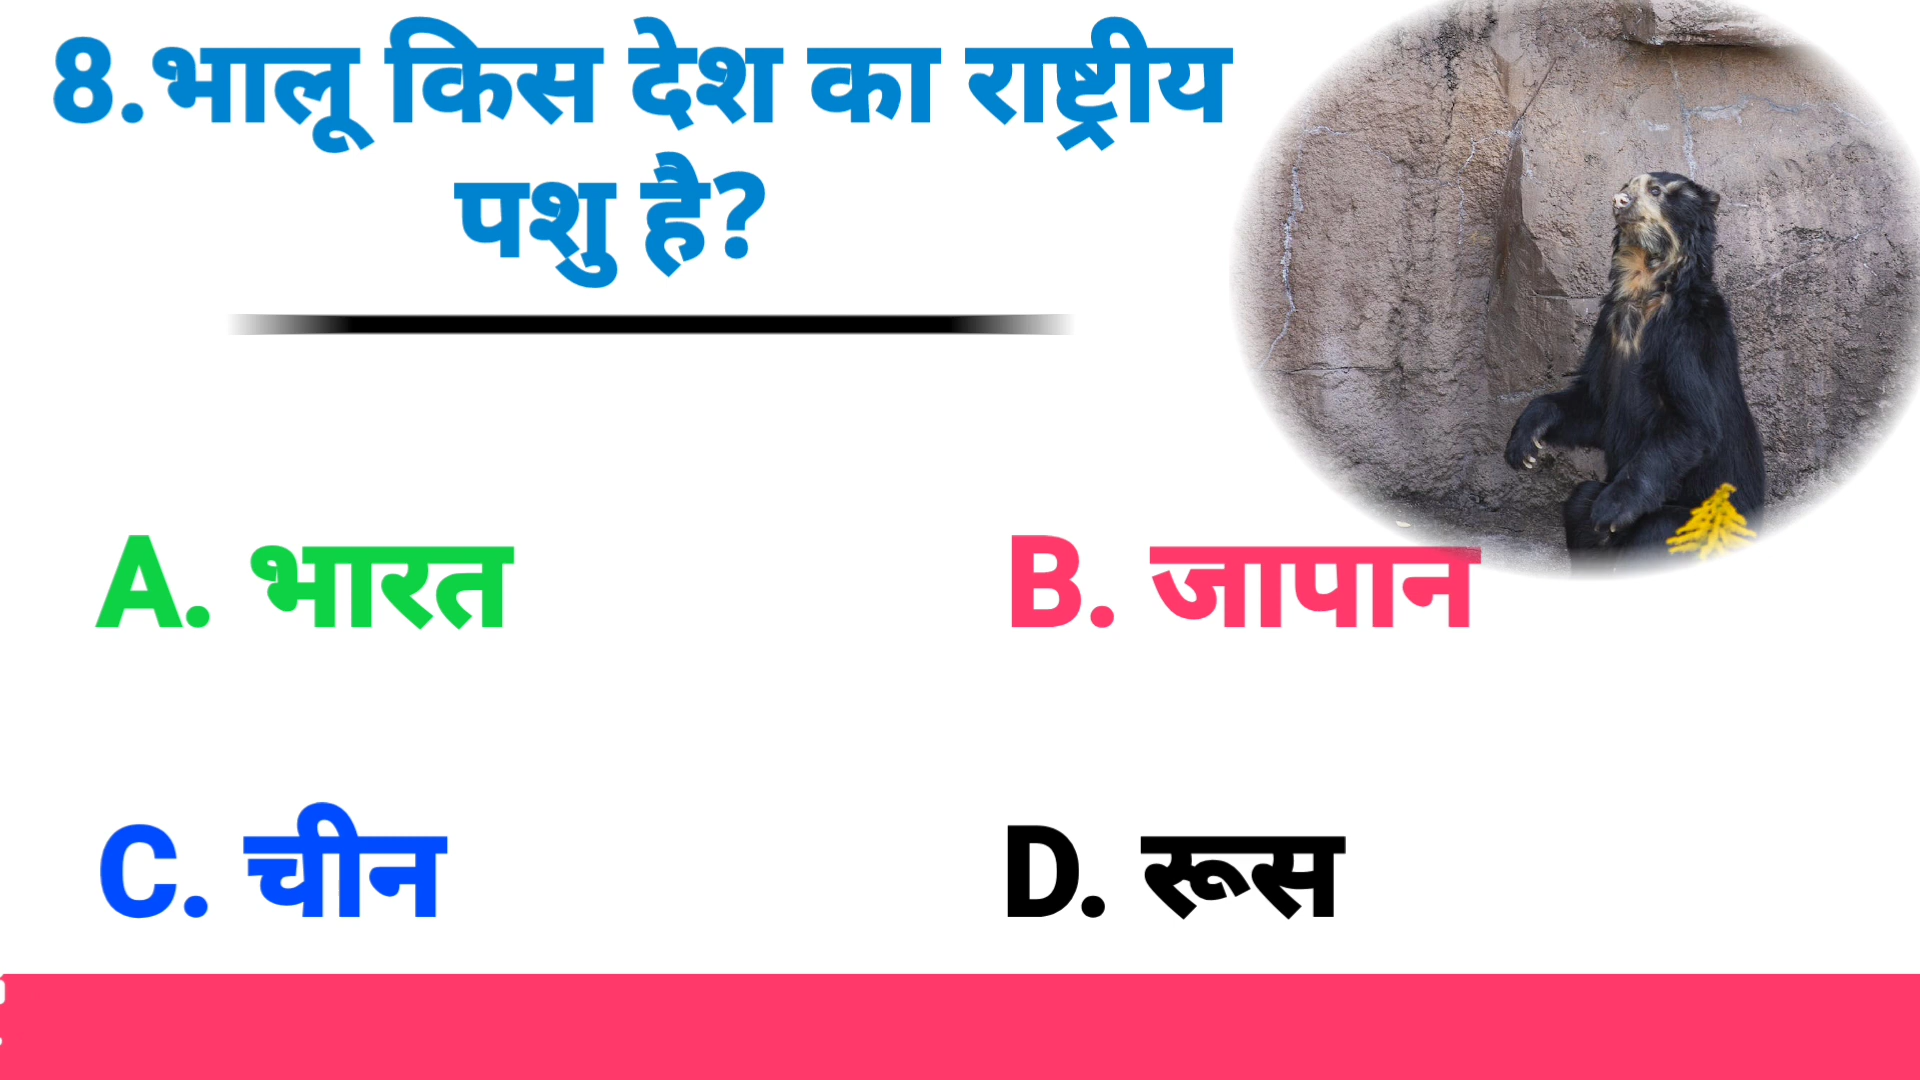 8.भालू किस देश का राष्ट्रीय
पशु है?
A. भारत
B. जापान
C. चीन
D. रूस